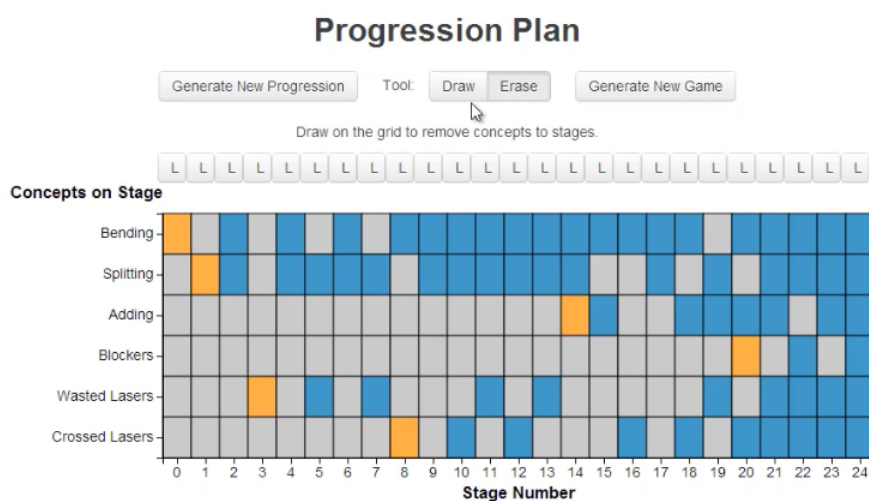 Progression Plan
Generate New Progression Tool: Draw Erase Generate New Game
Draw on the grid to remove concepts to stages.
L L L L L L L L L L L L L L L L L L L L L L L L L
Concepts on Stage
Bending
Splitting
Adding
Blockers
Wasted Lasers
Crossed Lasers
0 1 2 3 4 5 6 7 8 9 10 11 12 13 14 15 16 17 18 19 20 21 22 23 24
Stage Number